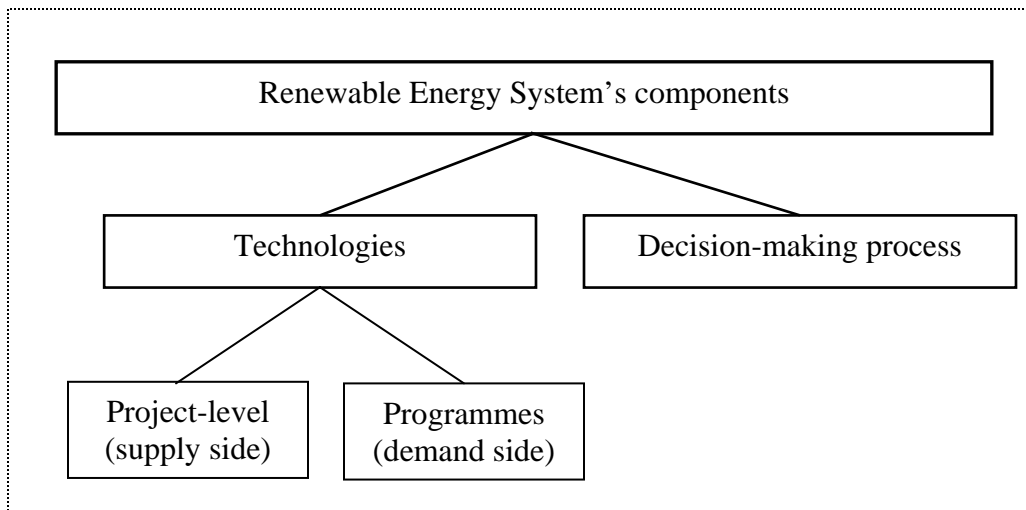 Renewable Energy System’s components
Technologies
Decision-making process
Project-level
(supply side)
Programmes
(demand side)